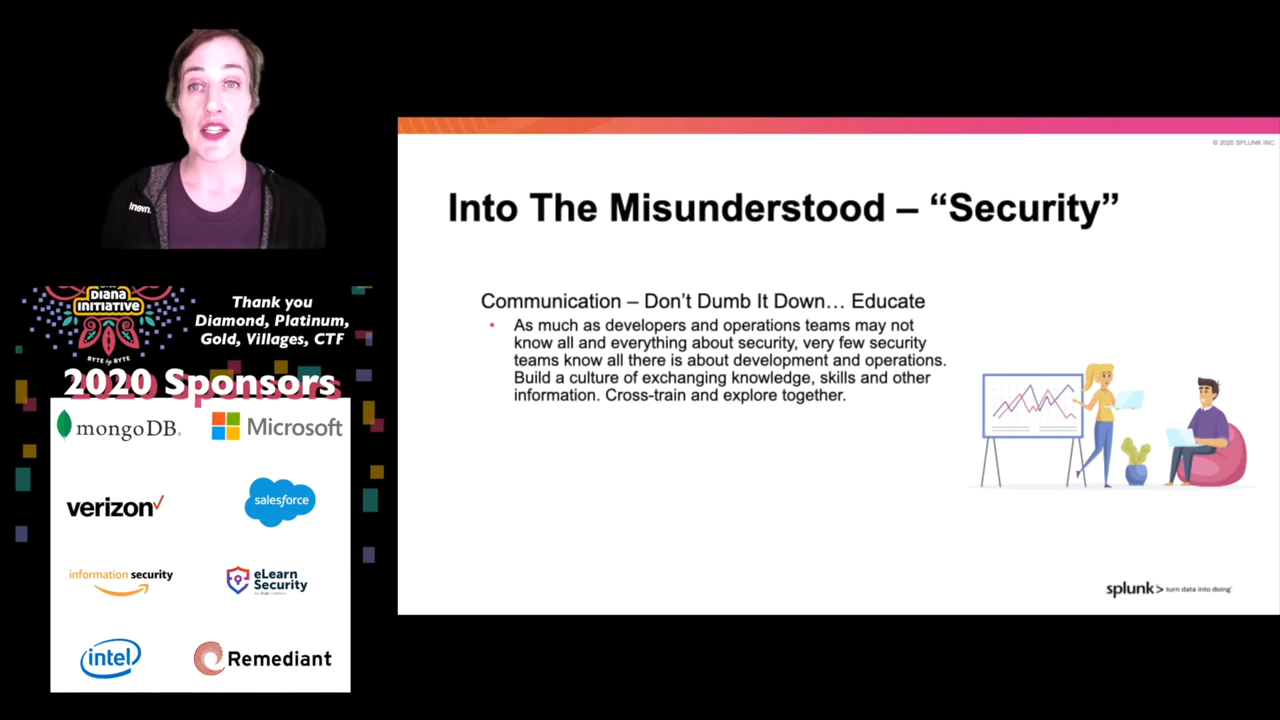 lnevn.
DIANA
INITIATIVE
BYTE by BYTE
Thank you
Diamond, Platinum,
Gold, Villages, CTF
2020 Sponsors
mongoDB.
Microsoft
verizon✓
salesforce
information security
eLearn
Security
intel
Remediant
© 2020 SPLUNK INC.
Into The Misunderstood – “Security”
Communication – Don’t Dumb It Down… Educate
• As much as developers and operations teams may not
know all and everything about security, very few security
teams know all there is about development and operations.
Build a culture of exchanging knowledge, skills and other
information. Cross-train and explore together.
splunk> turn data into doing™